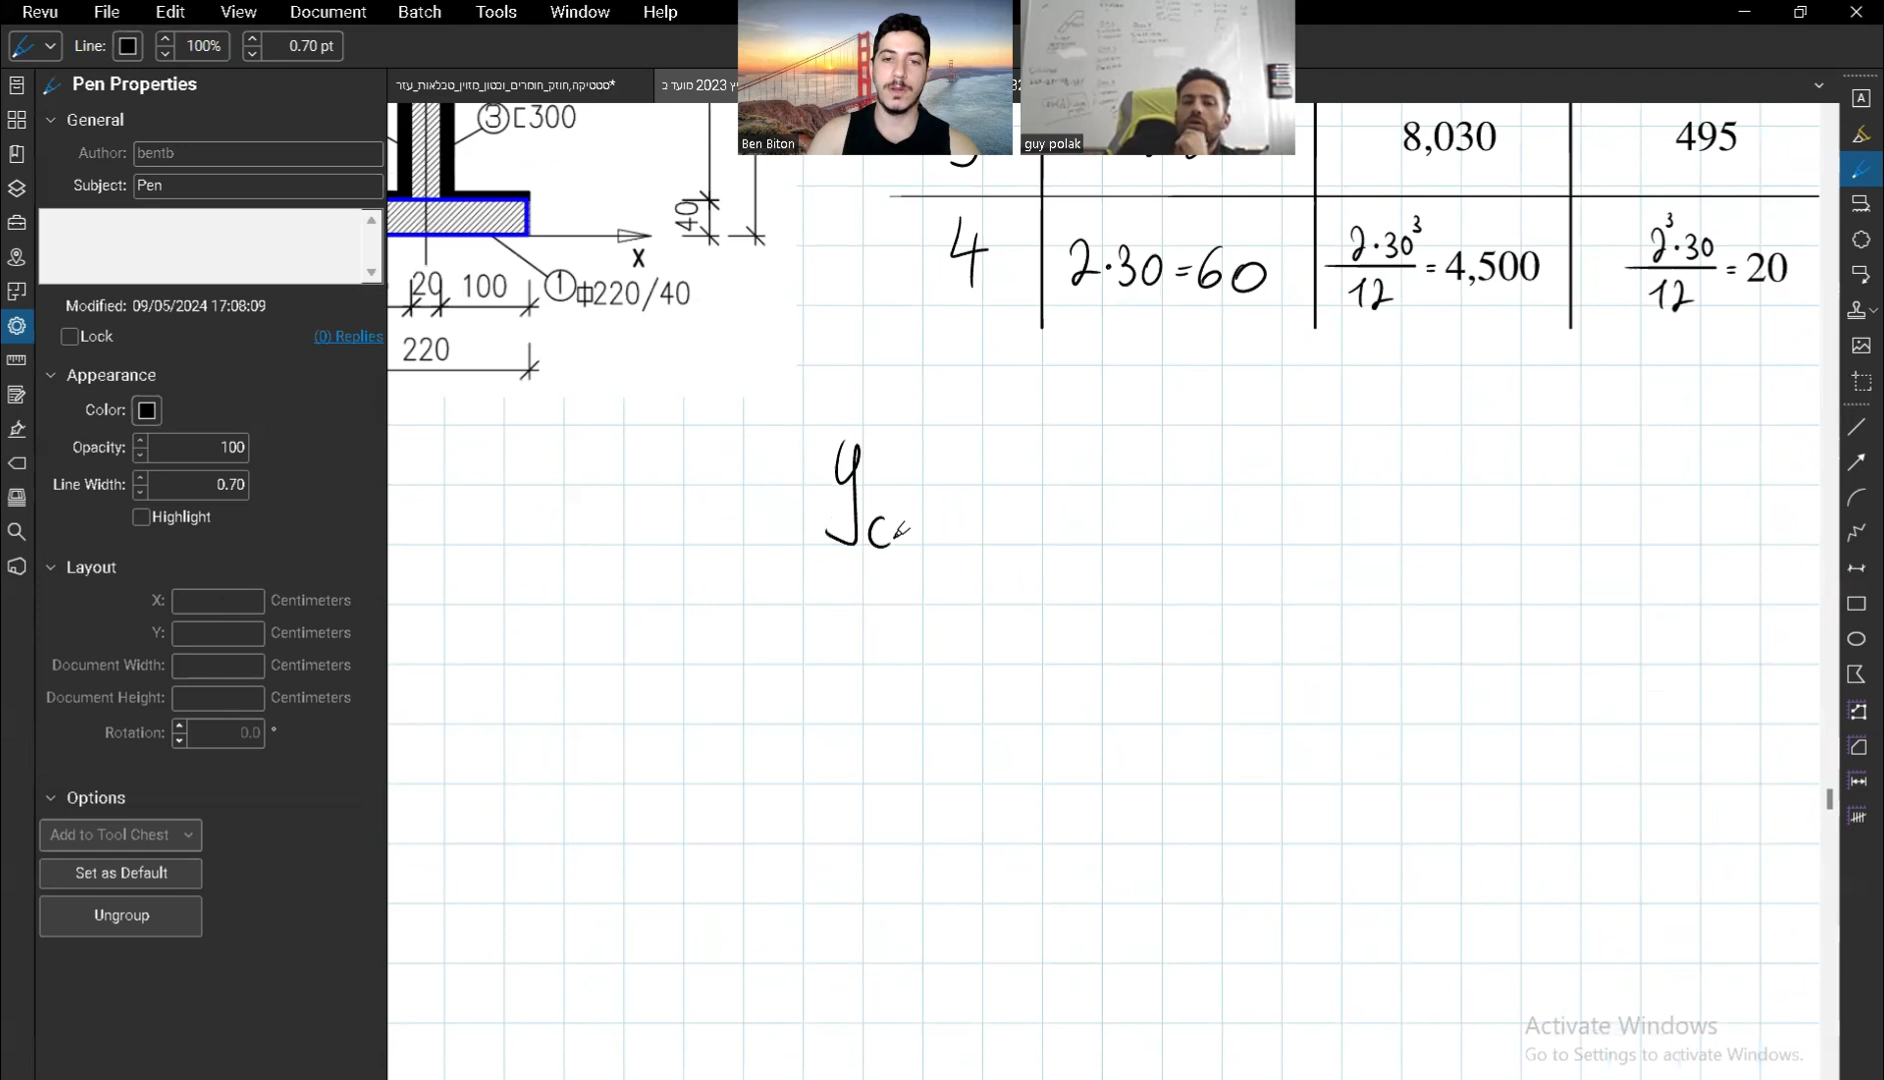 Revu File Edit View Document Batch Tools Window Help
Line: 100% 0.70 pt
Pen Properties
General
Author: bentb
Subject: Pen
Modified: 09/05/2024 17:08:09
Lock (0) Replies
Appearance
Color:
Opacity: 100
Line Width: 0.70
Highlight
Layout
X: Centimeters
Y: Centimeters
Document Width: Centimeters
Document Height: Centimeters
Rotation: 0.0 °
Options
Add to Tool Chest
Set as Default
Ungroup
סטטיקה,חוזק_חומרים_ובטון_מזוין_טבלאות_עזר*
2023 מועד ב
Ben Biton
guy polak
③⊏300
40
x
20 100 ①⌑220/40
220
8,030 495
4 2·30=60 2·30³/12 = 4,500 2³·30/12 = 20
yc
Activate Windows
Go to Settings to activate Windows.